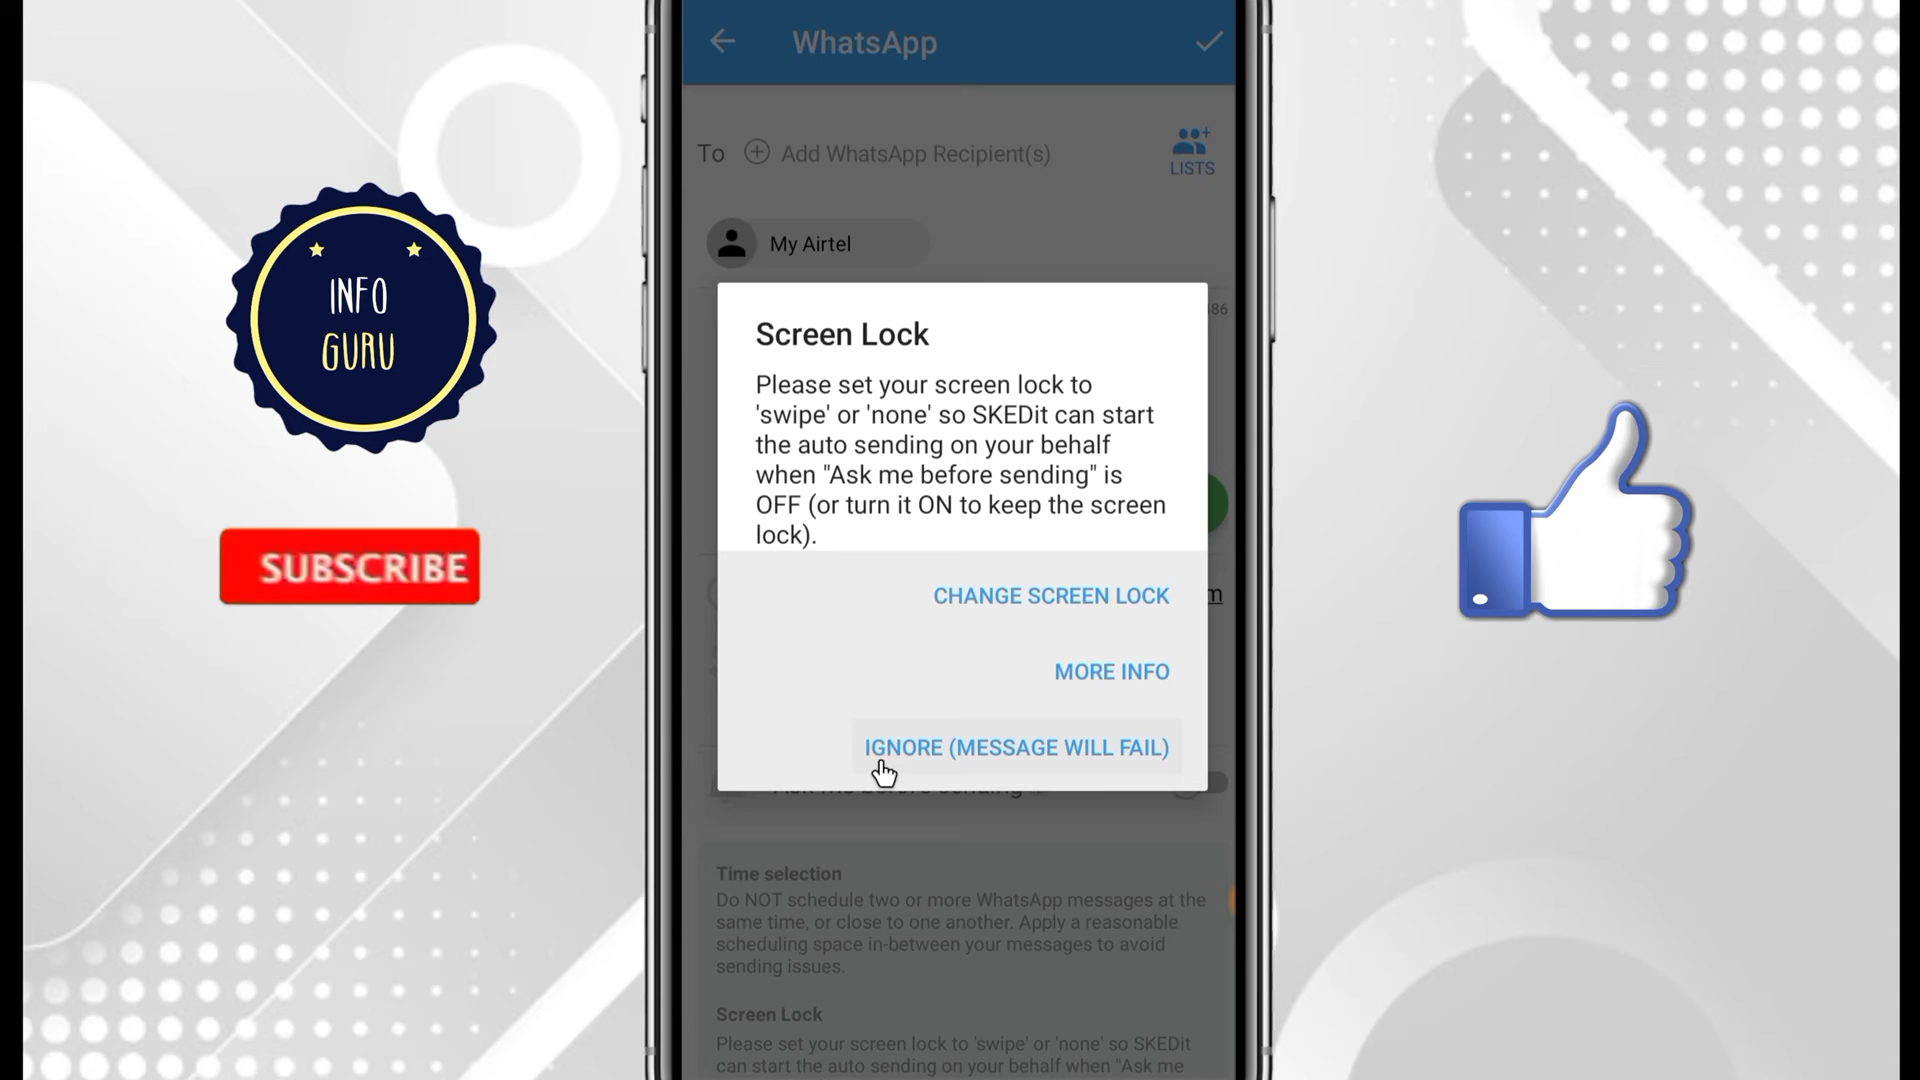 WhatsApp
To
Add WhatsApp Recipient(s)
LISTS
My Airtel
INFO
GURU
SUBSCRIBE
Screen Lock
Please set your screen lock to
'swipe' or 'none' so SKEDit can start
the auto sending on your behalf
when "Ask me before sending" is
OFF (or turn it ON to keep the screen
lock).
CHANGE SCREEN LOCK
MORE INFO
IGNORE (MESSAGE WILL FAIL)
Time selection
Do NOT schedule two or more WhatsApp messages at the
same time, or close to one another. Apply a reasonable
scheduling space in-between your messages to avoid
sending issues.
Screen Lock
Please set your screen lock to 'swipe' or 'none' so SKEDit
can start the auto sending on your behalf when "Ask me